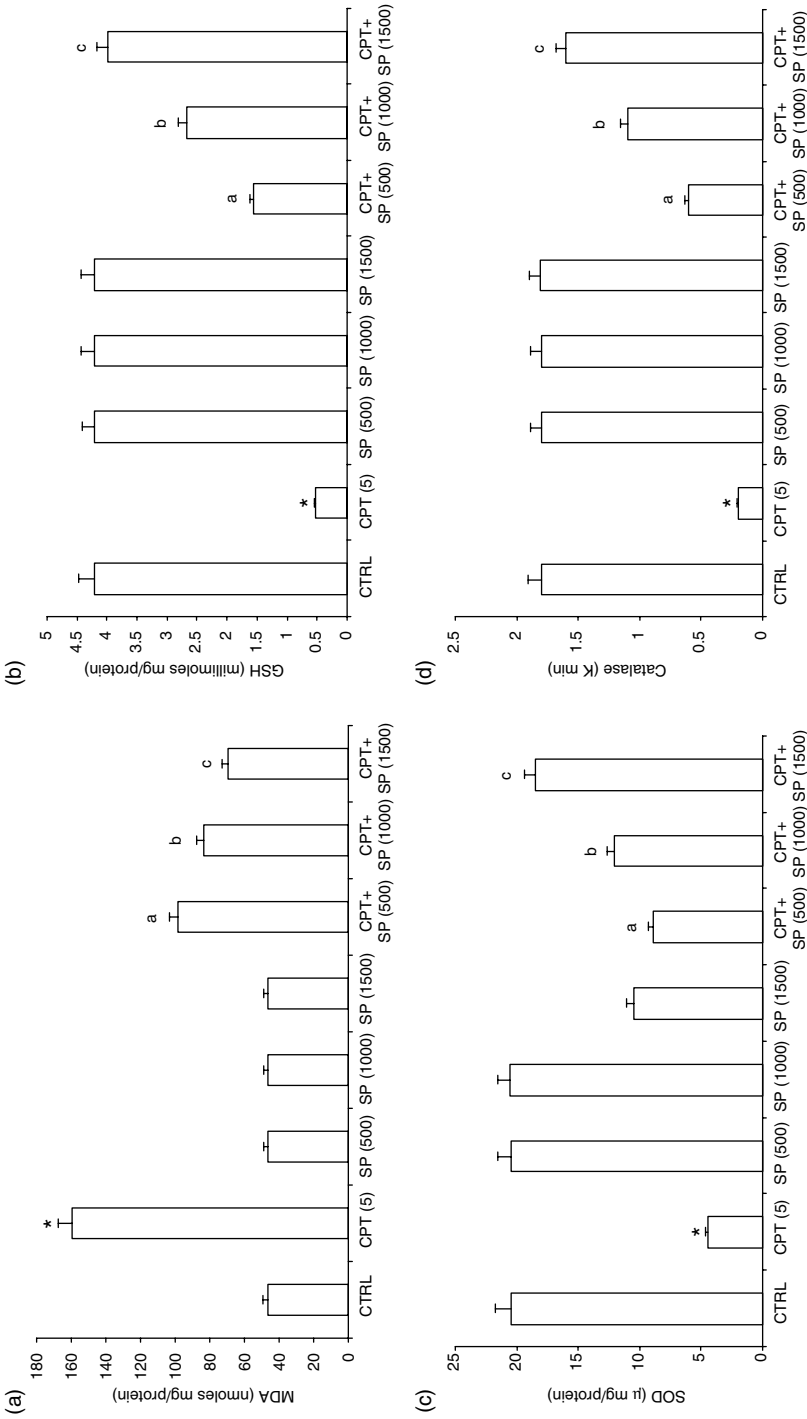 (a)
MDA (nmoles mg/protein)
180
160
140
120
100
80
60
40
20
0
*
a
b
c
CTRL
CPT (5)
SP (500)
SP (1000)
SP (1500)
CPT+
SP (500)
CPT+
SP (1000)
CPT+
SP (1500)
(b)
GSH (millimoles mg/protein)
5
4.5
4
3.5
3
2.5
2
1.5
1
0.5
0
*
a
b
c
CTRL
CPT (5)
SP (500)
SP (1000)
SP (1500)
CPT+
SP (500)
CPT+
SP (1000)
CPT+
SP (1500)
(c)
SOD (μ mg/protein)
25
20
15
10
5
0
*
a
b
c
CTRL
CPT (5)
SP (500)
SP (1000)
SP (1500)
CPT+
SP (500)
CPT+
SP (1000)
CPT+
SP (1500)
(d)
Catalase (K min)
2.5
2
1.5
1
0.5
0
*
a
b
c
CTRL
CPT (5)
SP (500)
SP (1000)
SP (1500)
CPT+
SP (500)
CPT+
SP (1000)
CPT+
SP (1500)